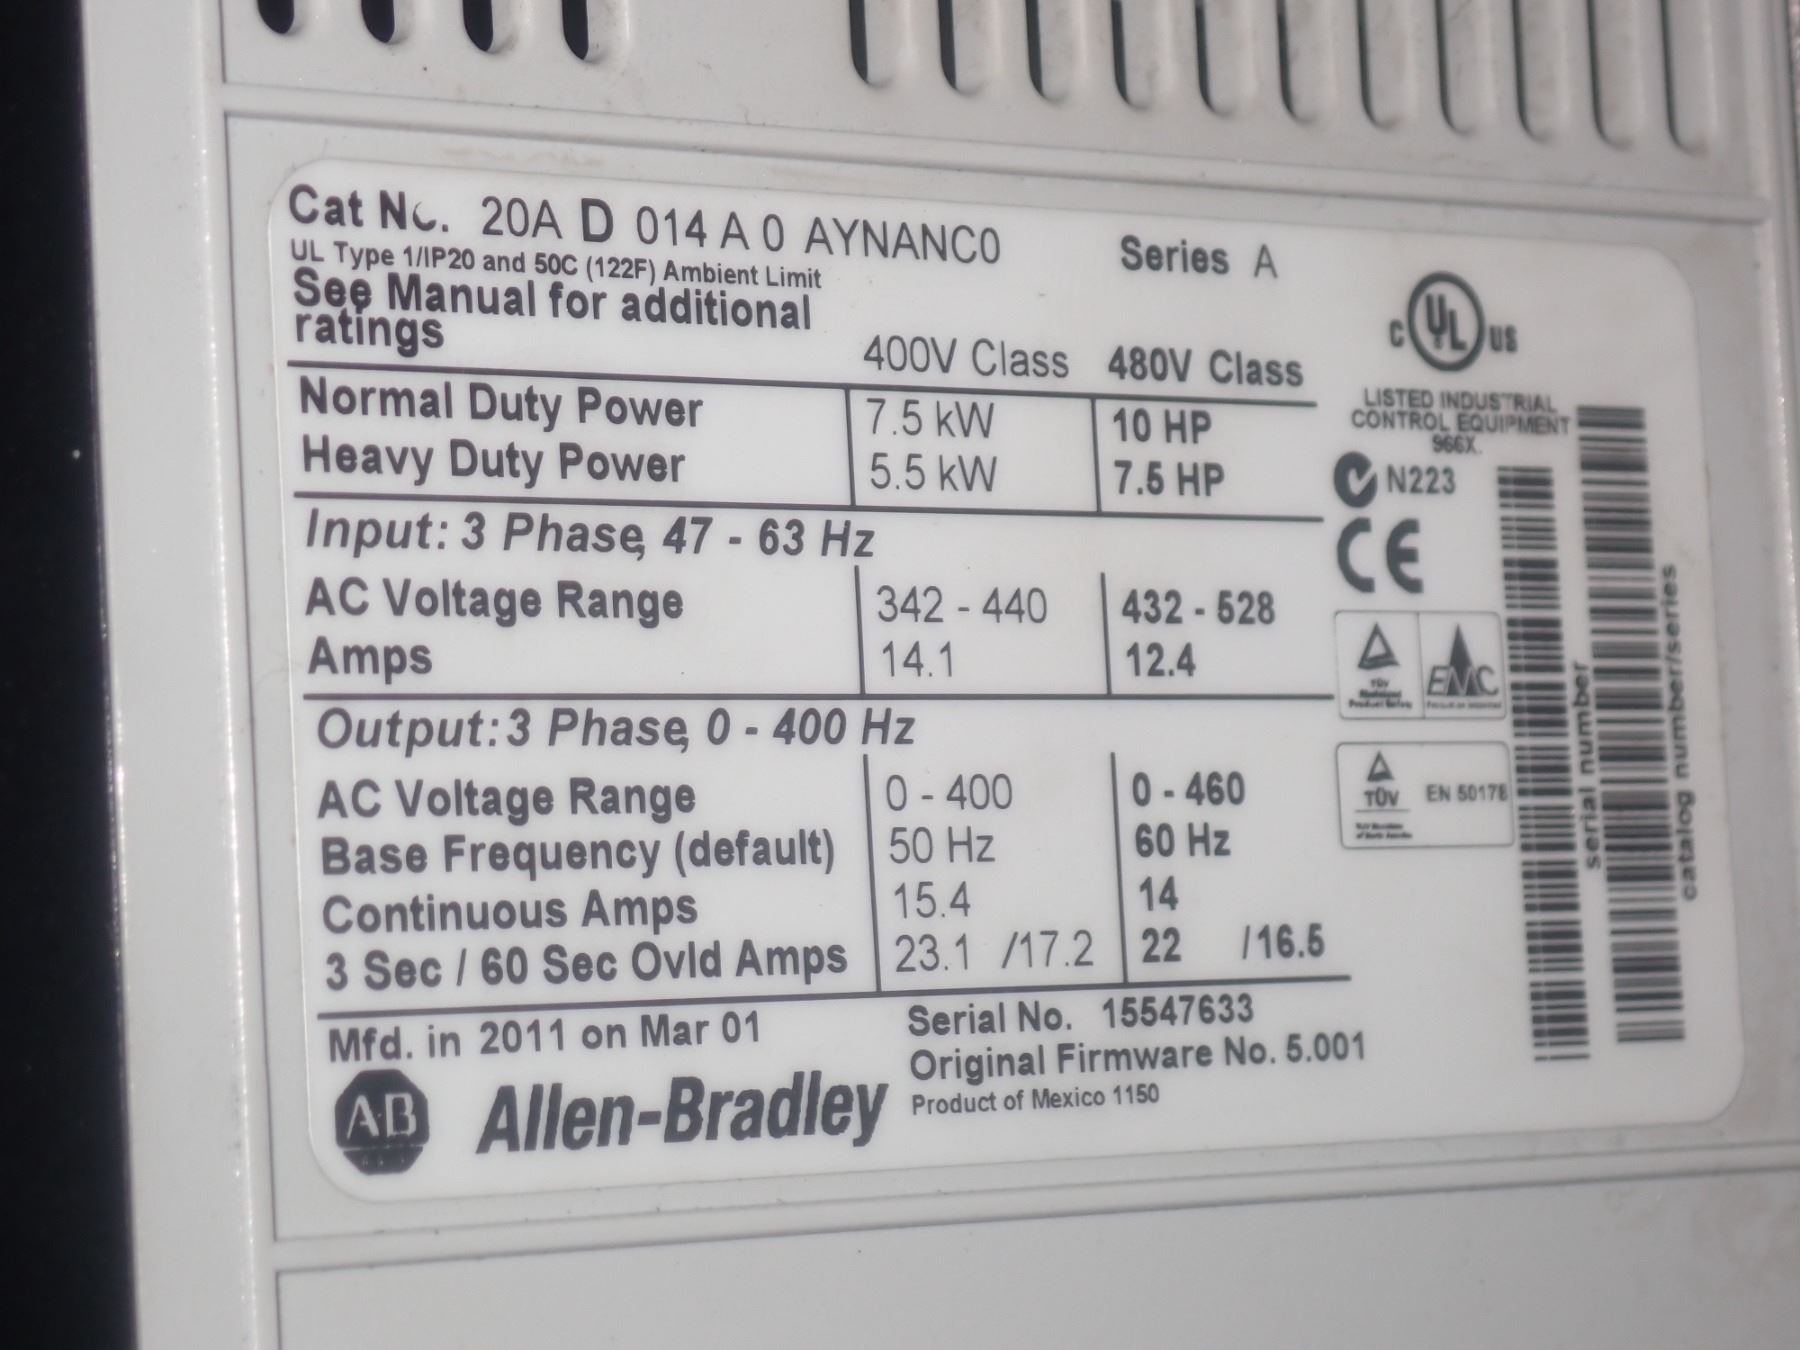 Cat No. 20A D 014 A 0 AYNANC0 Series A
UL Type 1/IP20 and 50C (122F) Ambient Limit
See Manual for additional
ratings
400V Class 480V Class
Normal Duty Power 7.5 kW 10 HP
Heavy Duty Power 5.5 kW 7.5 HP
Input: 3 Phase, 47 - 63 Hz
AC Voltage Range 342 - 440 432 - 528
Amps 14.1 12.4
Output: 3 Phase, 0 - 400 Hz
AC Voltage Range 0 - 400 0 - 460
Base Frequency (default) 50 Hz 60 Hz
Continuous Amps 15.4 14
3 Sec / 60 Sec Ovld Amps 23.1 /17.2 22 /16.5
Mfd. in 2011 on Mar 01
Serial No. 15547633
Original Firmware No. 5.001
Product of Mexico 1150
AB Allen-Bradley
C UL US
LISTED INDUSTRIAL
CONTROL EQUIPMENT
966X.
N223
CE
TÜV
EMC
TÜV EN 50178
serial number
catalog number/series